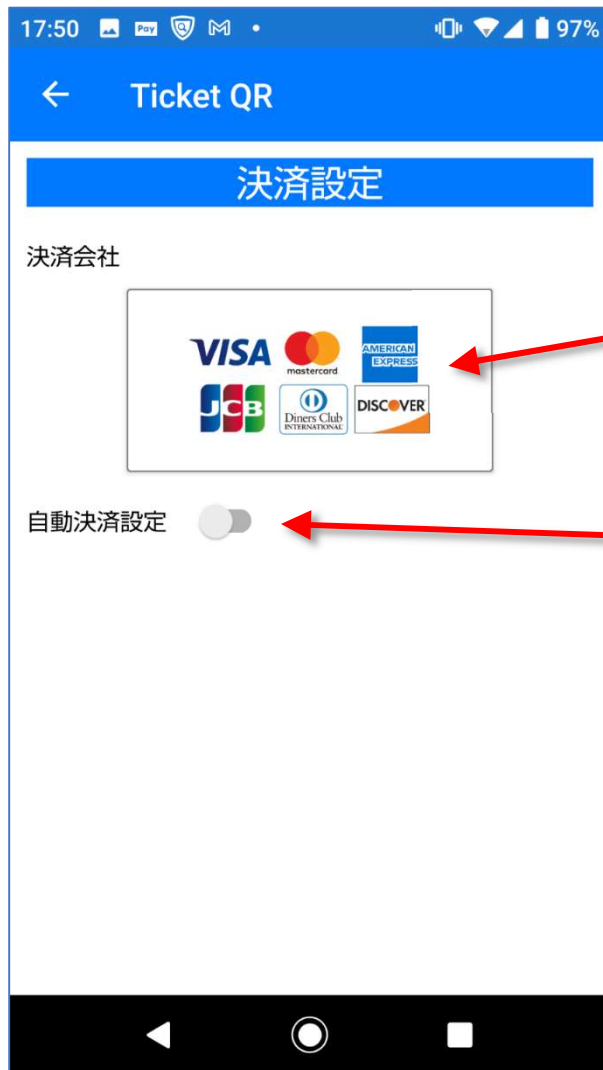 17:50 Pay 97%
Ticket QR
決済設定
決済会社
VISA mastercard AMERICAN EXPRESS
JCB Diners Club INTERNATIONAL DISCOVER
自動決済設定